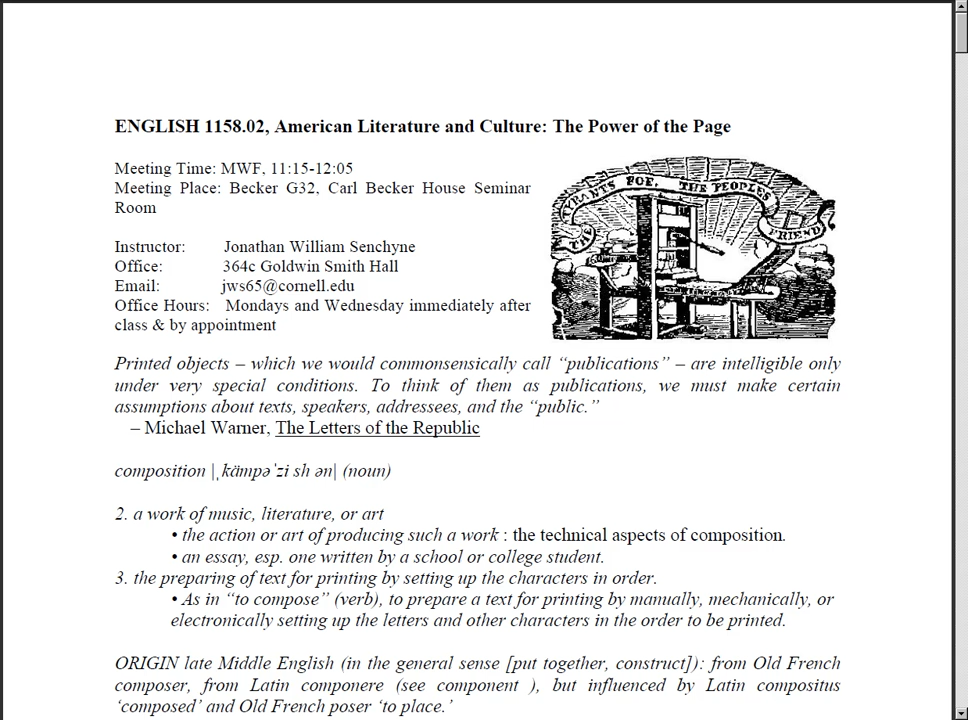 ENGLISH 1158.02, American Literature and Culture: The Power of the Page
Meeting Time: MWF, 11:15-12:05
Meeting Place: Becker G32, Carl Becker House Seminar
Room
Instructor: Jonathan William Senchyne
Office: 364c Goldwin Smith Hall
Email: jws65@cornell.edu
Office Hours: Mondays and Wednesday immediately after
class & by appointment
THE TYRANTS FOE, THE PEOPLES FRIEND
Printed objects – which we would commonsensically call “publications” – are intelligible only
under very special conditions. To think of them as publications, we must make certain
assumptions about texts, speakers, addressees, and the “public.”
– Michael Warner, The Letters of the Republic
composition |ˌkämpəˈzi sh ən| (noun)
2. a work of music, literature, or art
• the action or art of producing such a work : the technical aspects of composition.
• an essay, esp. one written by a school or college student.
3. the preparing of text for printing by setting up the characters in order.
• As in “to compose” (verb), to prepare a text for printing by manually, mechanically, or
electronically setting up the letters and other characters in the order to be printed.
ORIGIN late Middle English (in the general sense [put together, construct]): from Old French
composer, from Latin componere (see component ), but influenced by Latin compositus
‘composed’ and Old French poser ‘to place.’